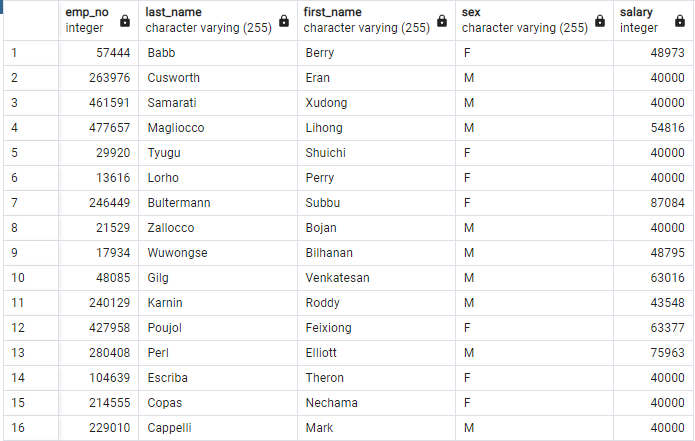 emp_no last_name first_name sex salary
integer character varying (255) character varying (255) character varying (255) integer
1 57444 Babb Berry F 48973
2 263976 Cusworth Eran M 40000
3 461591 Samarati Xudong M 40000
4 477657 Magliocco Lihong M 54816
5 29920 Tyugu Shuichi F 40000
6 13616 Lorho Perry F 40000
7 246449 Bultermann Subbu F 87084
8 21529 Zallocco Bojan M 40000
9 17934 Wuwongse Bilhanan M 48795
10 48085 Gilg Venkatesan M 63016
11 240129 Karnin Roddy M 43548
12 427958 Poujol Feixiong F 63377
13 280408 Perl Elliott M 75963
14 104639 Escriba Theron F 40000
15 214555 Copas Nechama F 40000
16 229010 Cappelli Mark M 40000